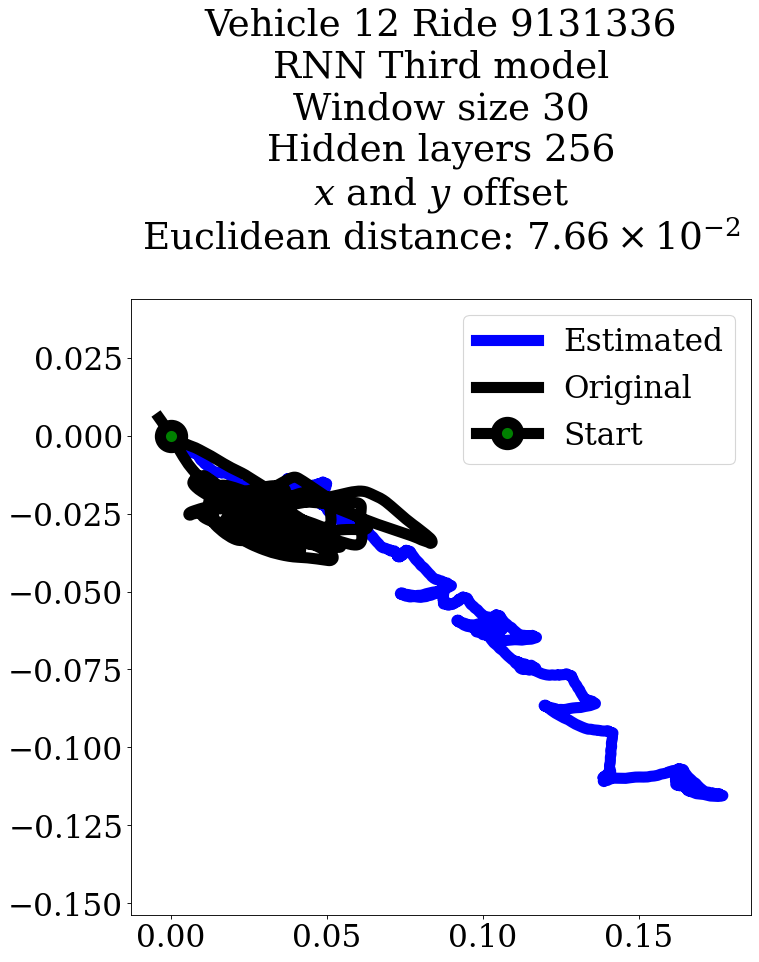 Vehicle 12 Ride 9131336
RNN Third model
Window size 30
Hidden layers 256
x and y offset
Euclidean distance: 7.66 × 10⁻²
Estimated
Original
Start
0.025
0.000
−0.025
−0.050
−0.075
−0.100
−0.125
−0.150
0.00 0.05 0.10 0.15